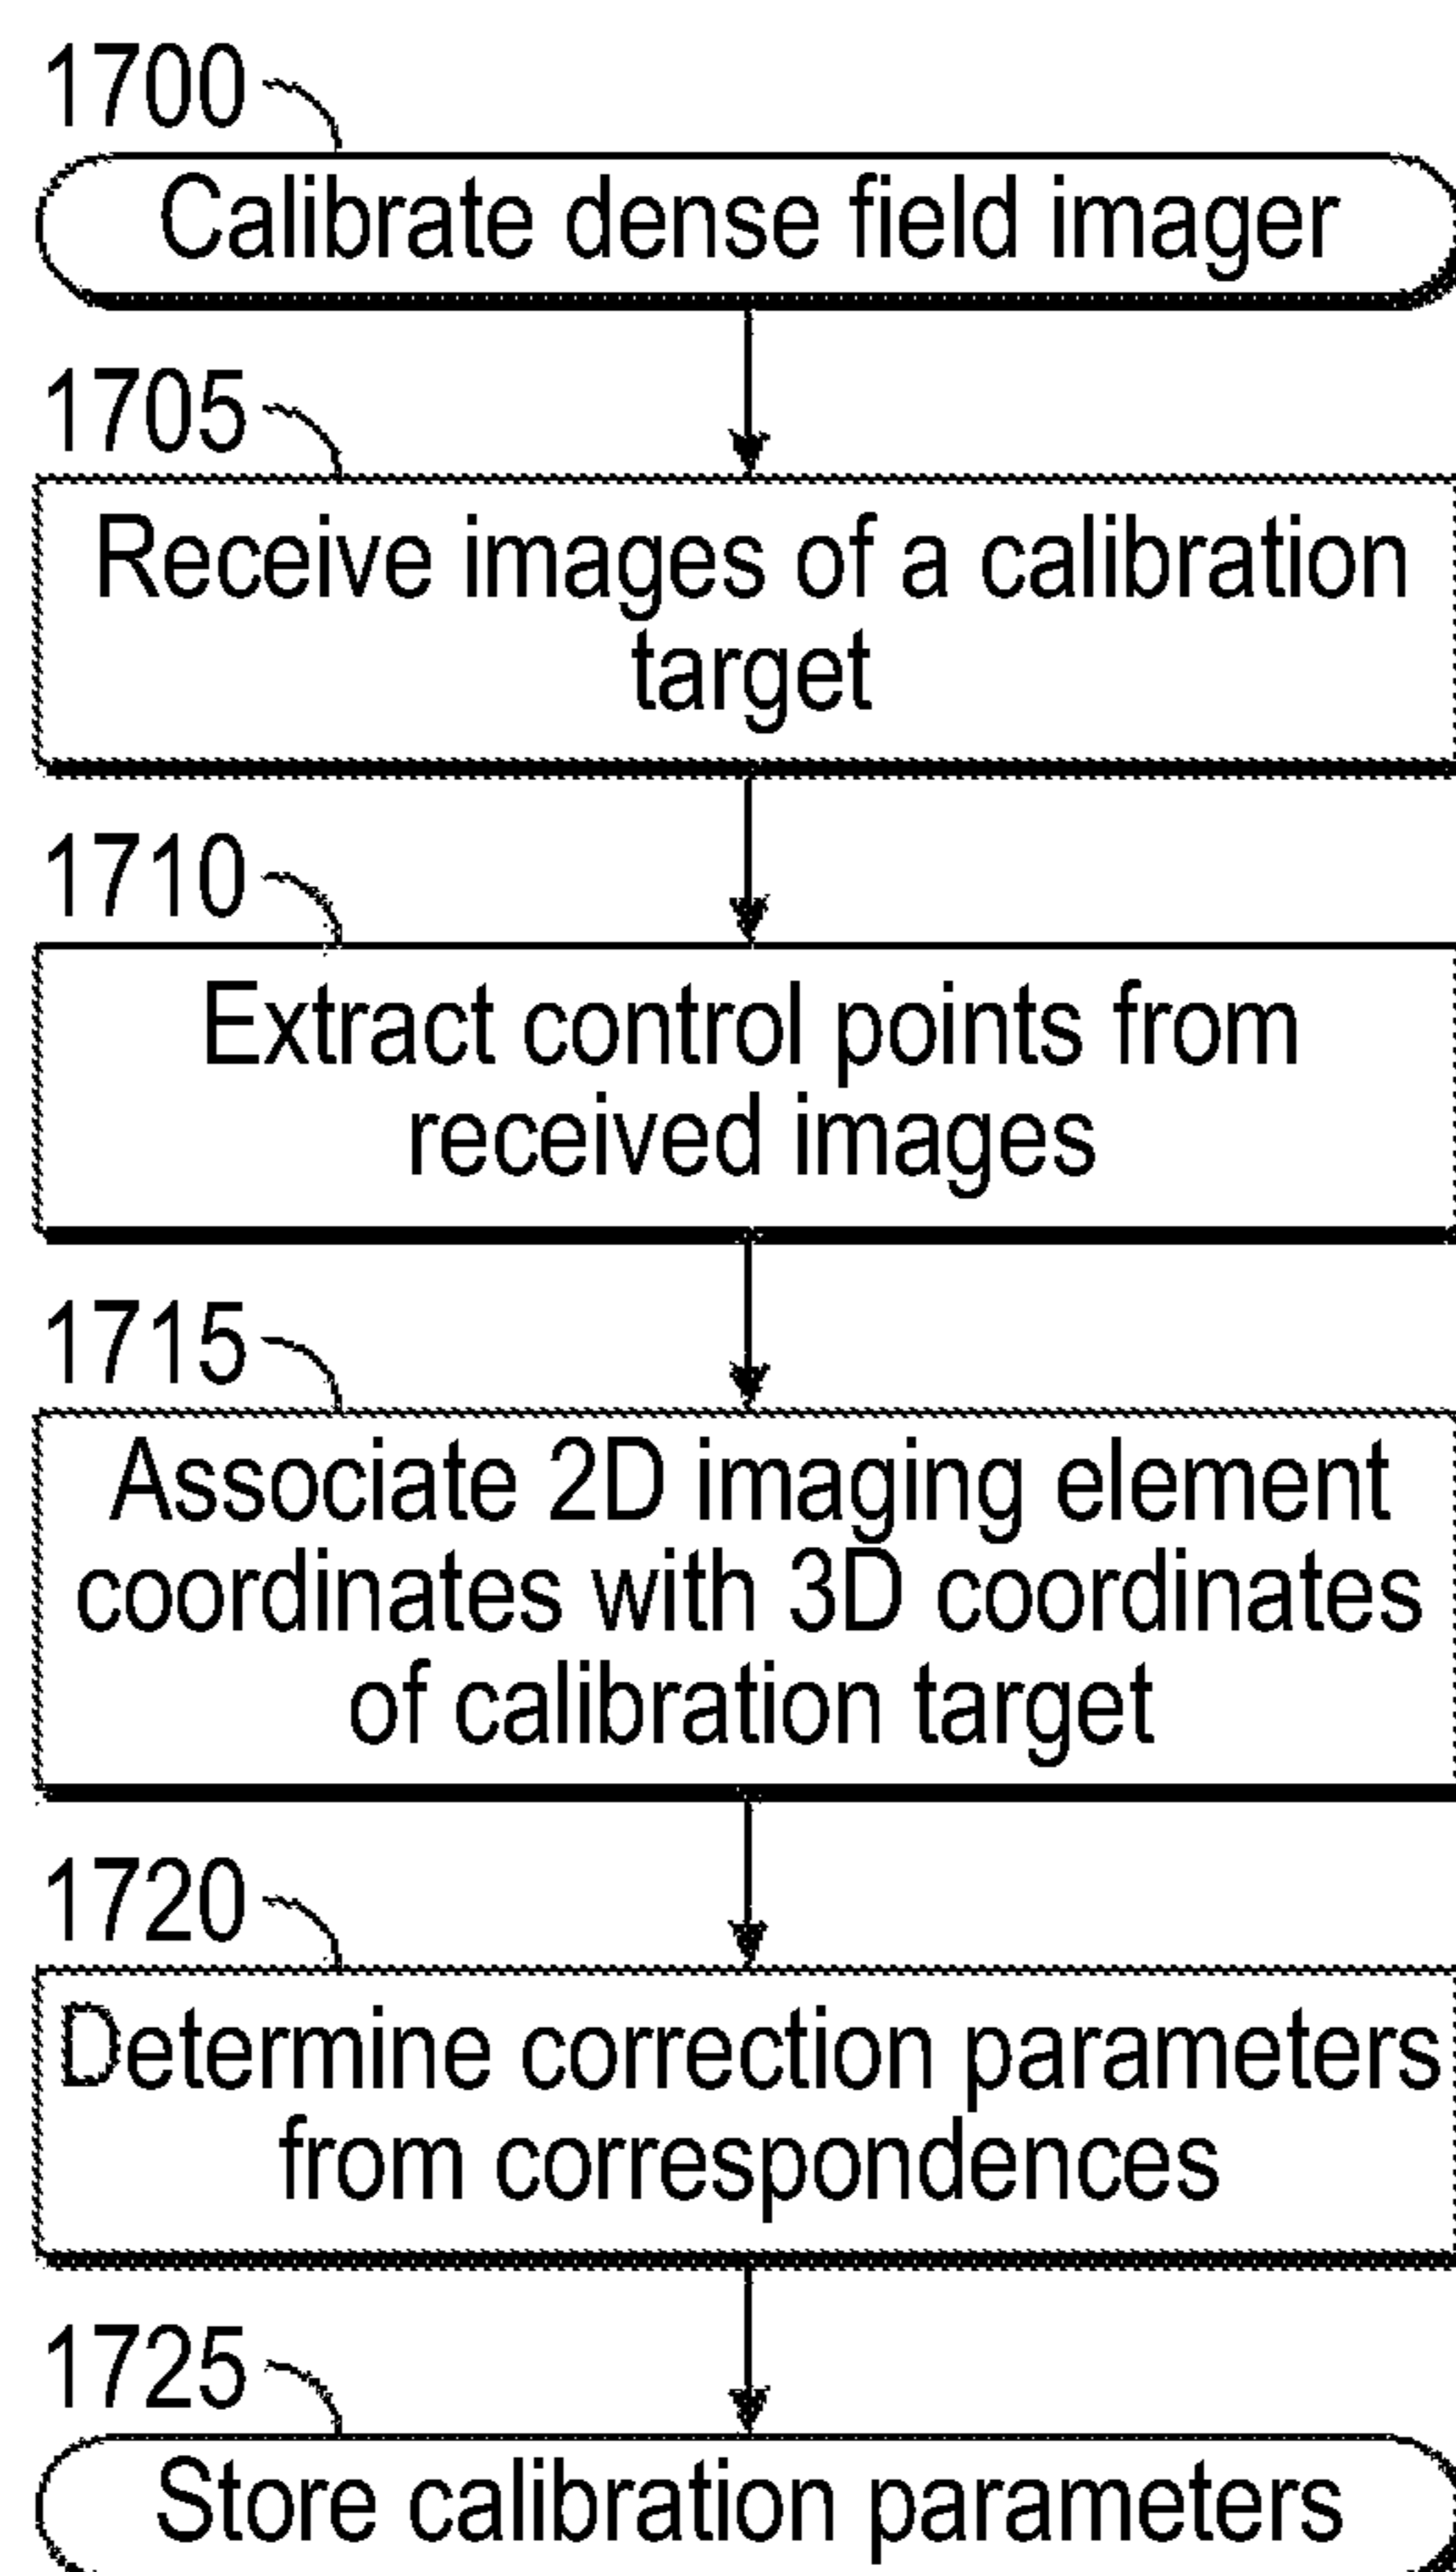 1700
Calibrate dense field imager
1705
Receive images of a calibration
target
1710
Extract control points from
received images
1715
Associate 2D imaging element
coordinates with 3D coordinates
of calibration target
1720
Determine correction parameters
from correspondences
1725
Store calibration parameters